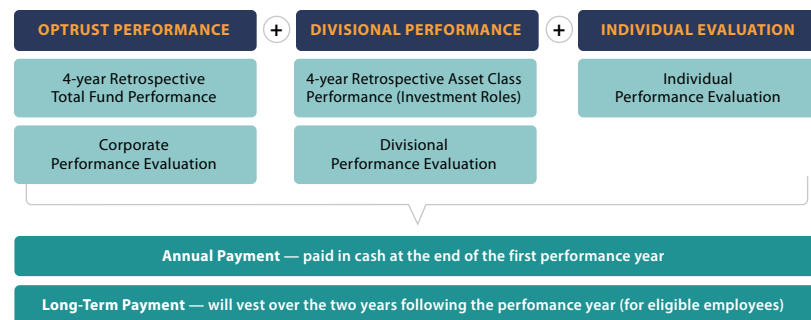 OPTRUST PERFORMANCE + DIVISIONAL PERFORMANCE + INDIVIDUAL EVALUATION
4-year Retrospective
Total Fund Performance
4-year Retrospective Asset Class
Performance (Investment Roles)
Individual
Performance Evaluation
Corporate
Performance Evaluation
Divisional
Performance Evaluation
Annual Payment — paid in cash at the end of the first performance year
Long-Term Payment — will vest over the two years following the perfomance year (for eligible employees)